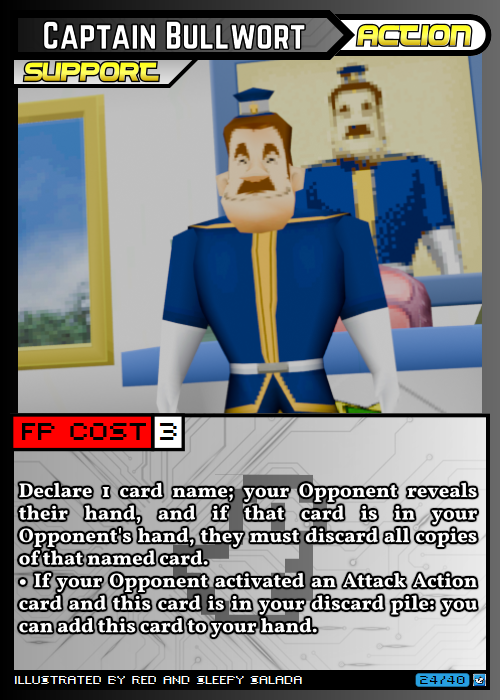 Captain Bullwort
ACTION
SUPPORT
FP COST 3
Declare 1 card name; your Opponent reveals
their hand, and if that card is in your
Opponent's hand, they must discard all copies
of that named card.
• If your Opponent activated an Attack Action
card and this card is in your discard pile: you
can add this card to your hand.
ILLUSTRATED BY RED AND SLEEPY SALADA
24/40